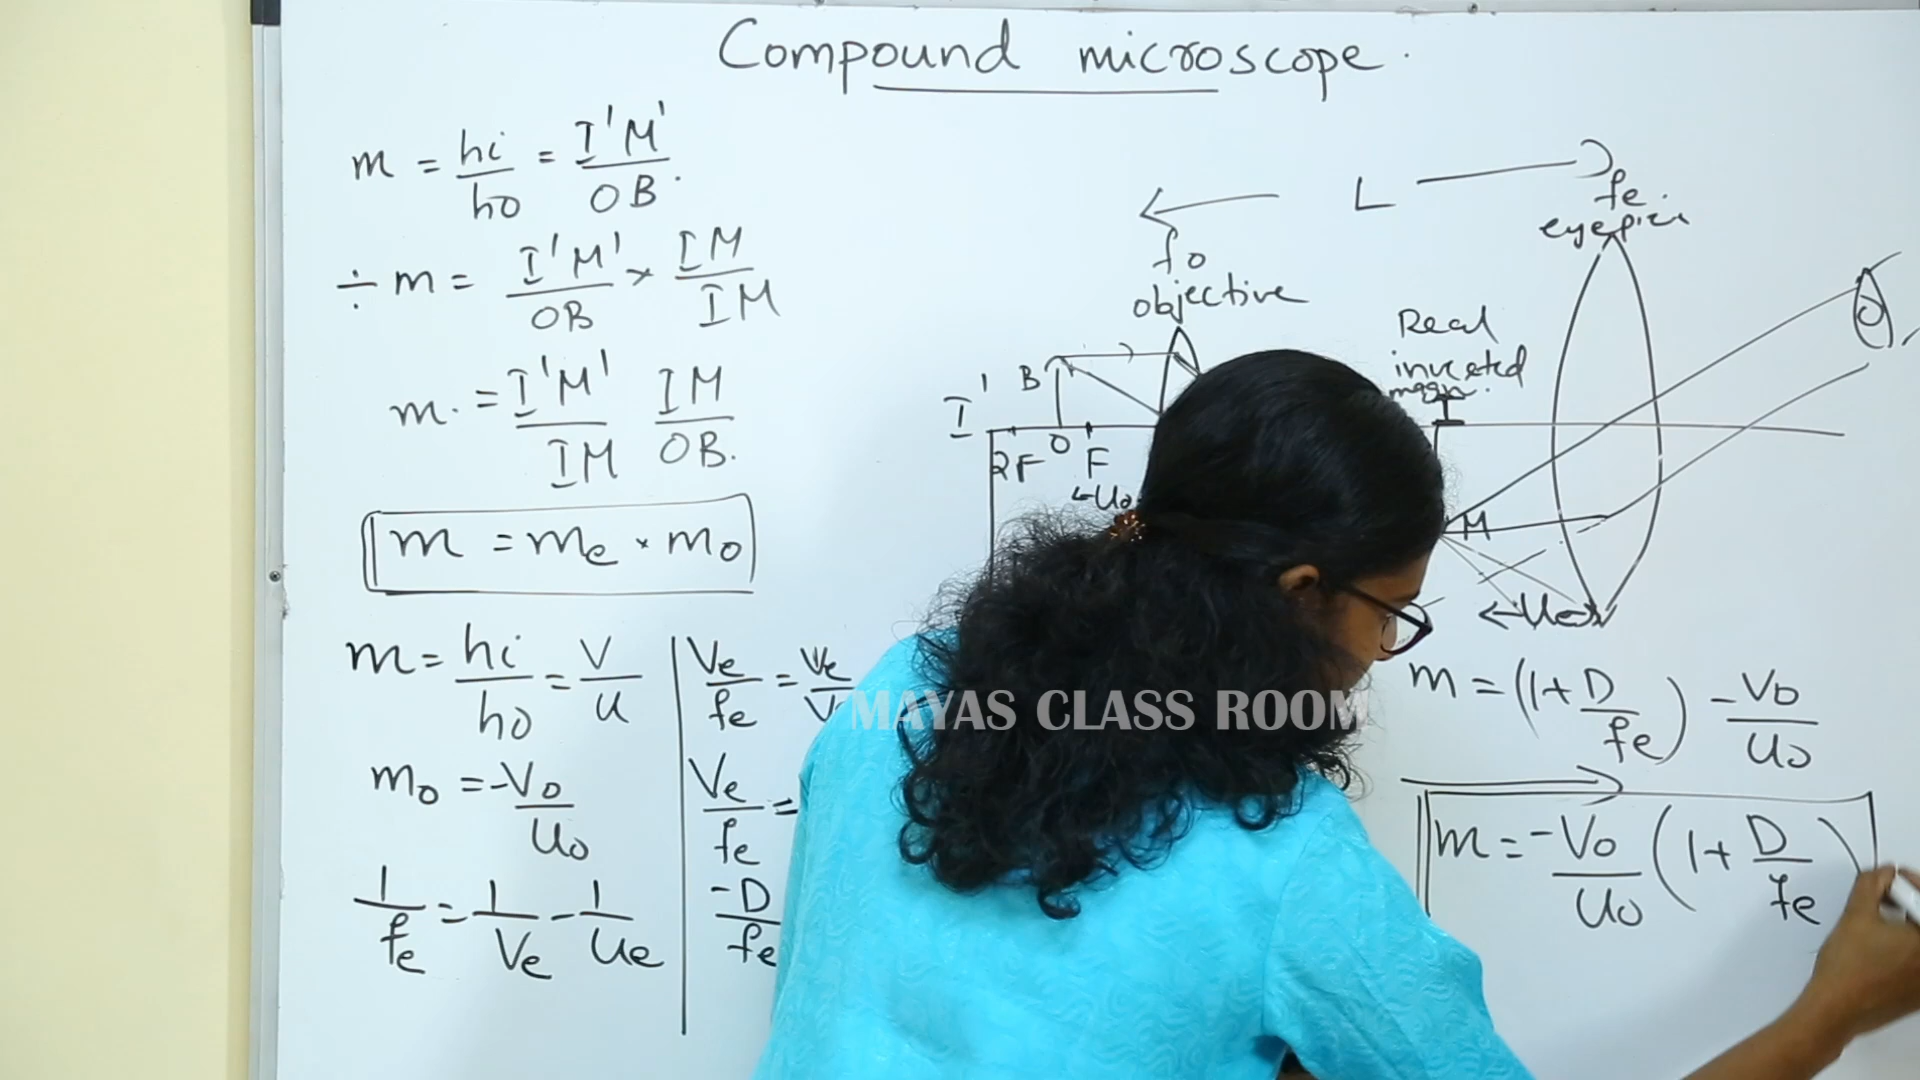 Compound microscope.
m = hi/ho = I'M'/OB.
÷ m = I'M'/OB × IM/IM
m. = I'M'/IM IM/OB.
m = me × mo
m = hi/ho = V/u
mo = -Vo/uo
1/fe = 1/Ve - 1/ue
Ve/fe = Ve/V
Ve/fe =
-D/fe
L
fo
objective
fe.
eyepiec
Real
inverted
magn.
I' B
2F O F
←uo
I
M
←ue
m = (1+D/fe) -Vo/uo
m = -Vo/uo (1+D/fe)
MAYAS CLASS ROOM